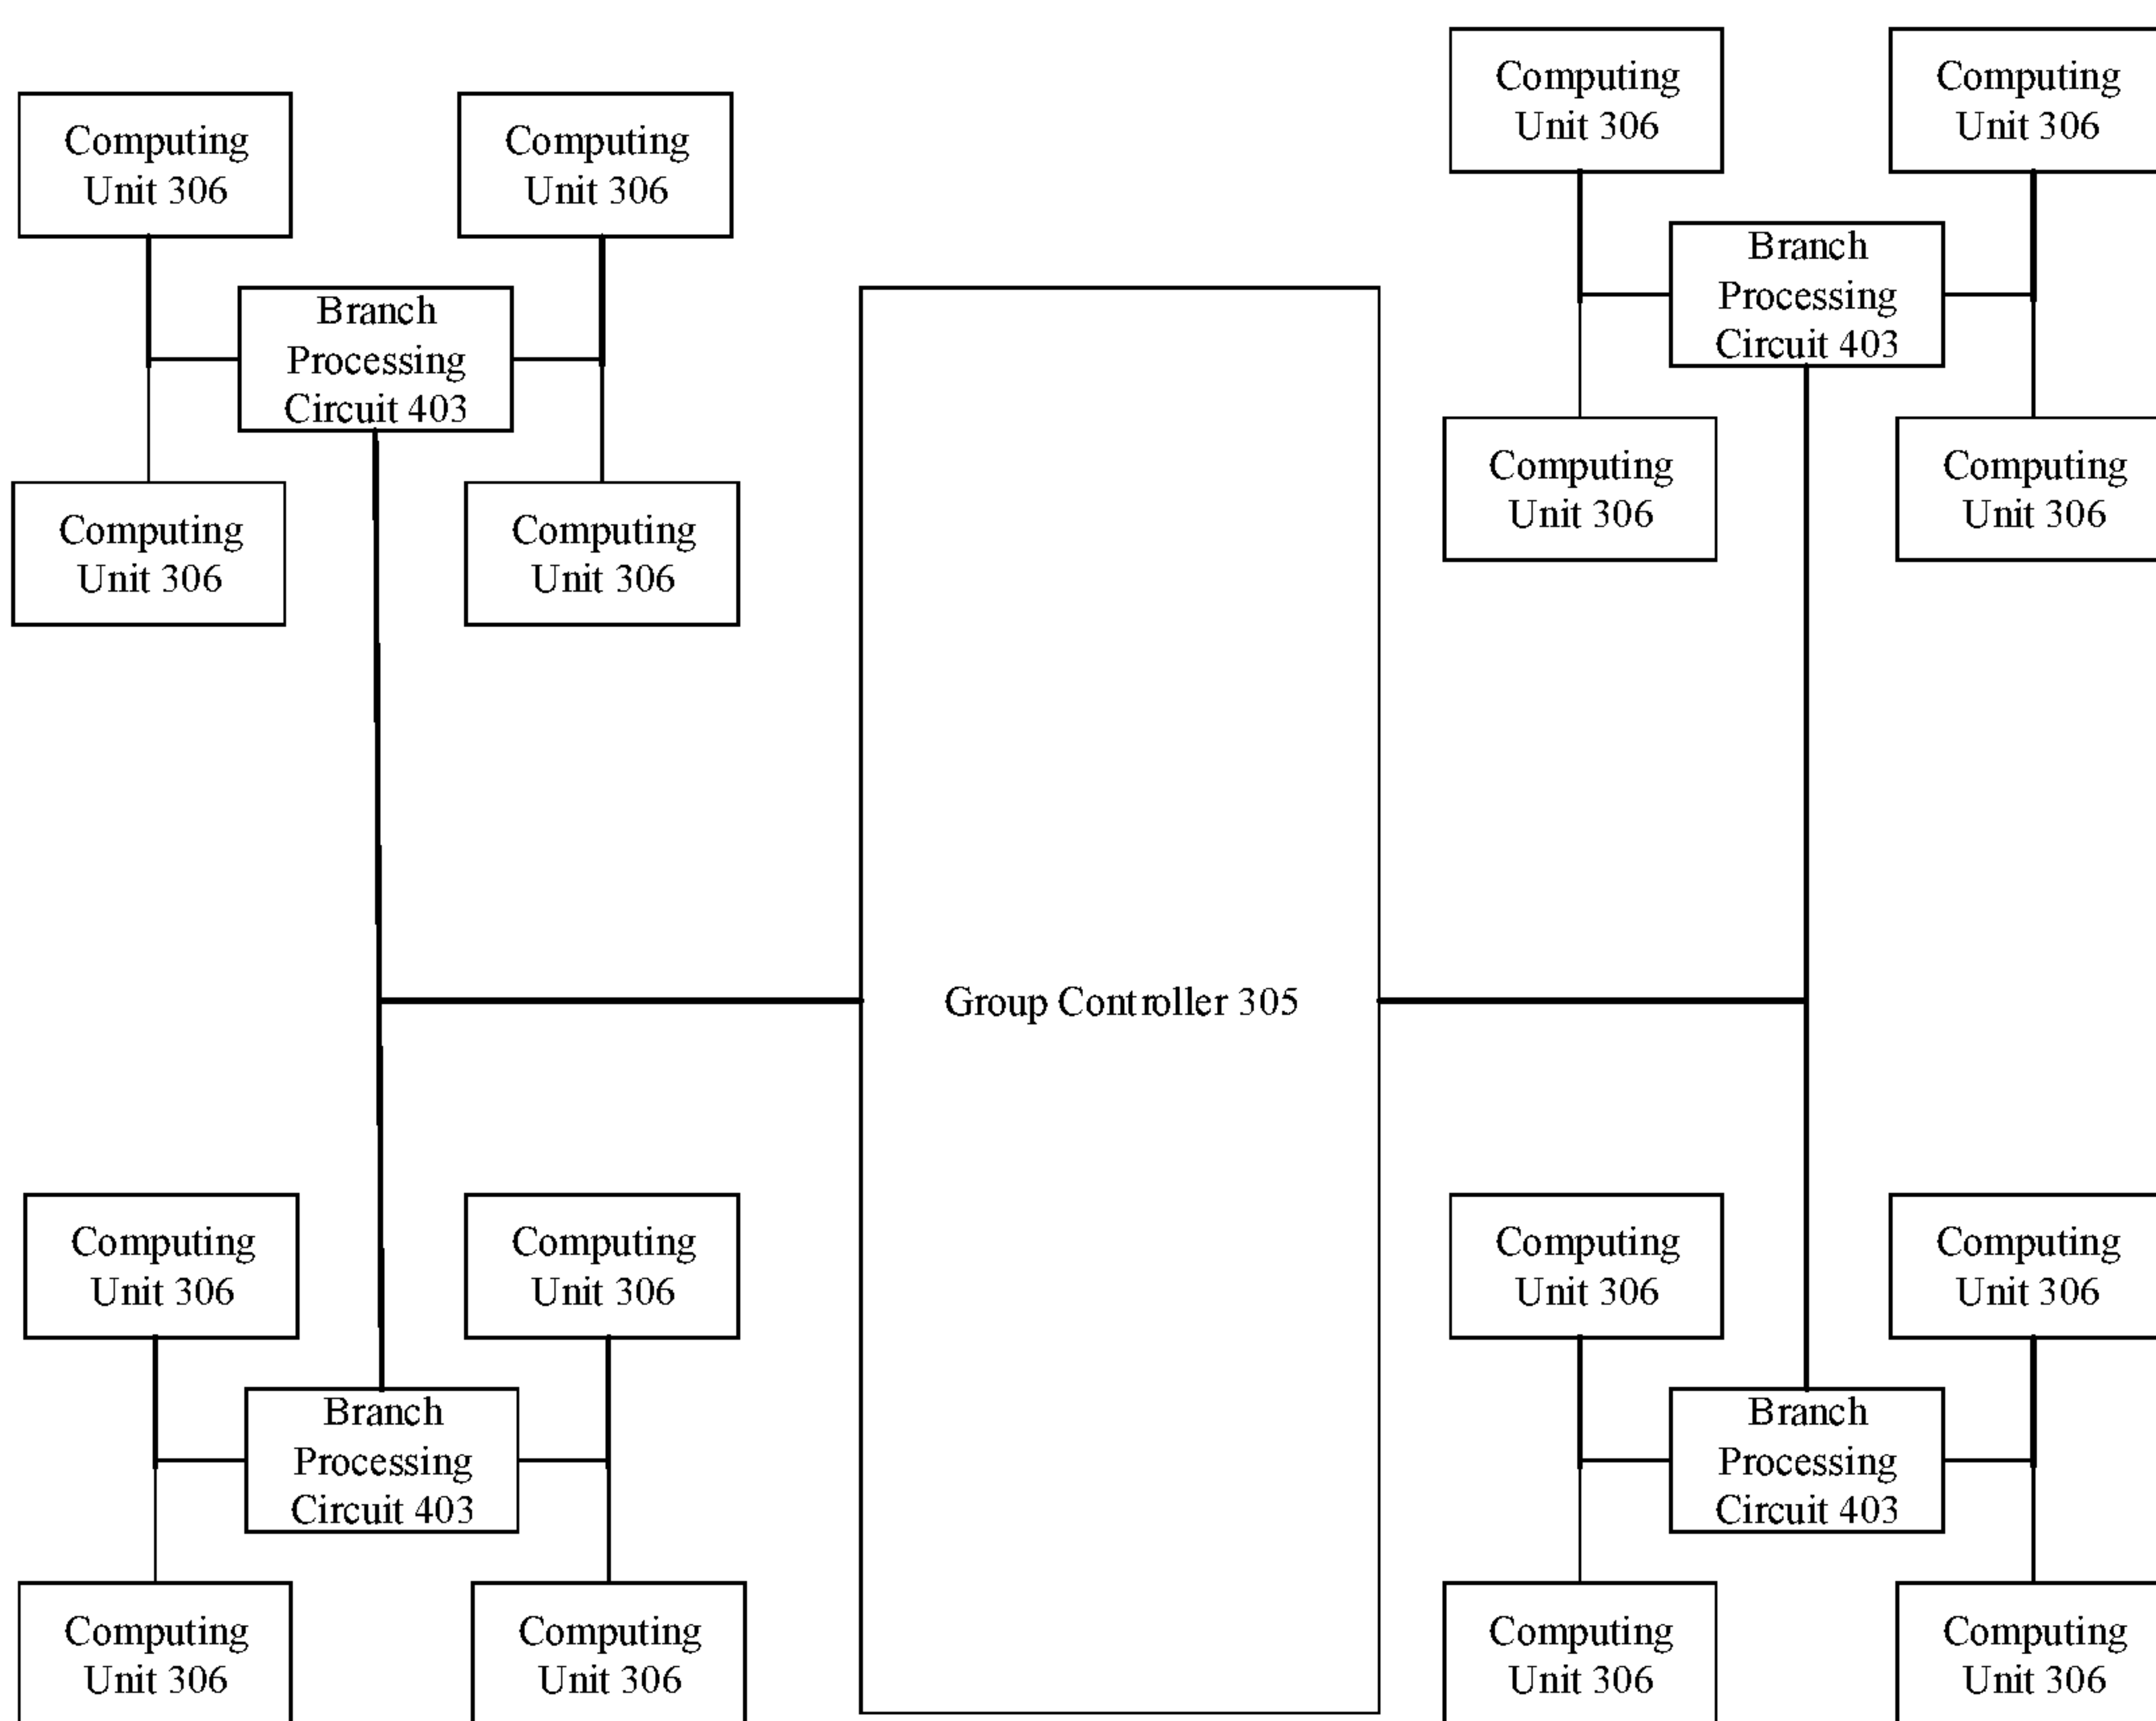 Computing
Unit 306
Computing
Unit 306
Computing
Unit 306
Computing
Unit 306
Branch
Processing
Circuit 403
Branch
Processing
Circuit 403
Computing
Unit 306
Computing
Unit 306
Computing
Unit 306
Computing
Unit 306
Group Controller 305
Computing
Unit 306
Computing
Unit 306
Computing
Unit 306
Computing
Unit 306
Branch
Processing
Circuit 403
Branch
Processing
Circuit 403
Computing
Unit 306
Computing
Unit 306
Computing
Unit 306
Computing
Unit 306